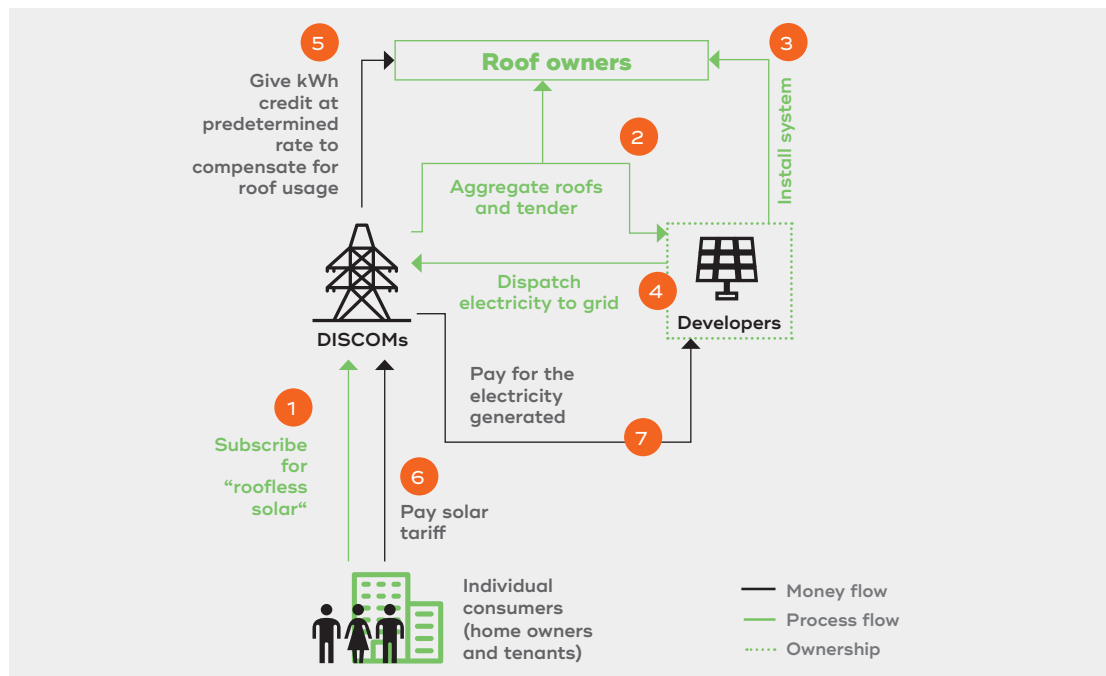 5
Give kWh
credit at
predetermined
rate to
compensate for
roof usage
Roof owners
3
Install system
2
Aggregate roofs
and tender
Dispatch
electricity to grid
4
Developers
DISCOMs
Pay for the
electricity
generated
7
1
Subscribe
for
“roofless
solar“
6
Pay solar
tariff
Individual
consumers
(home owners
and tenants)
Money flow
Process flow
Ownership